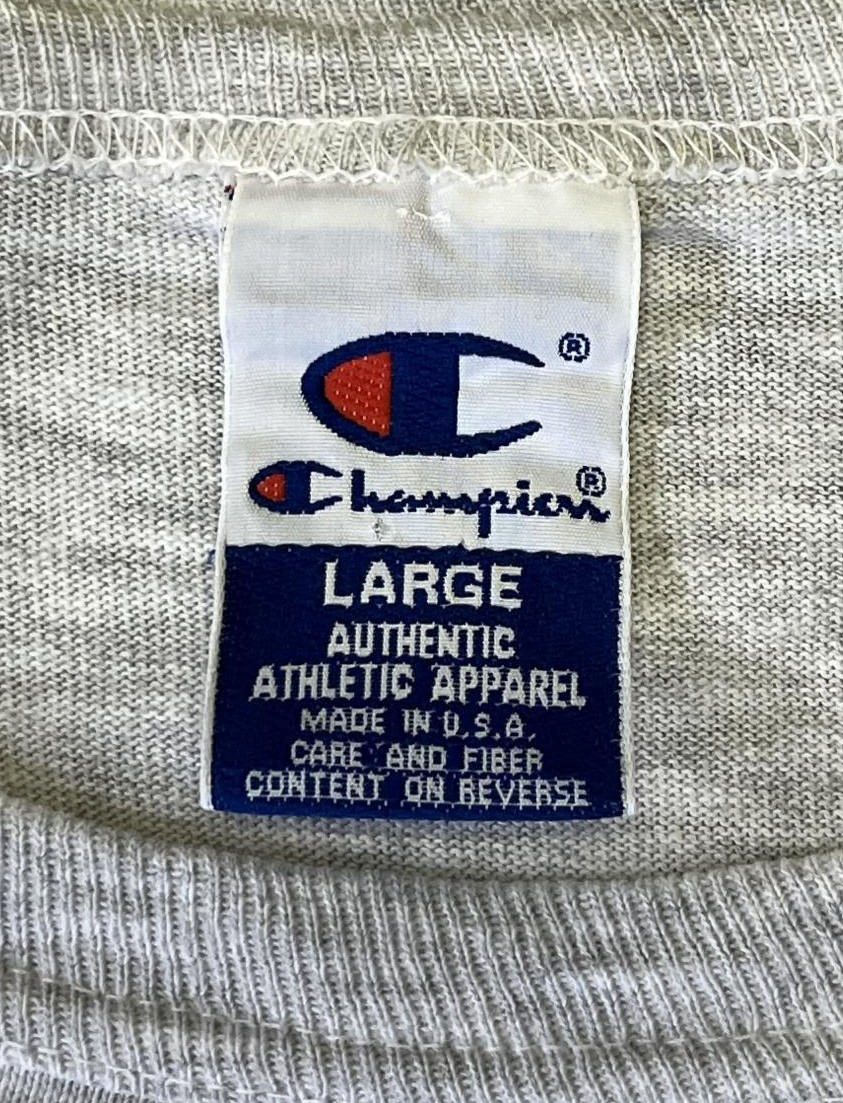 ®
Champion®
LARGE
AUTHENTIC
ATHLETIC APPAREL
MADE IN U.S.A.
CARE AND FIBER
CONTENT ON REVERSE